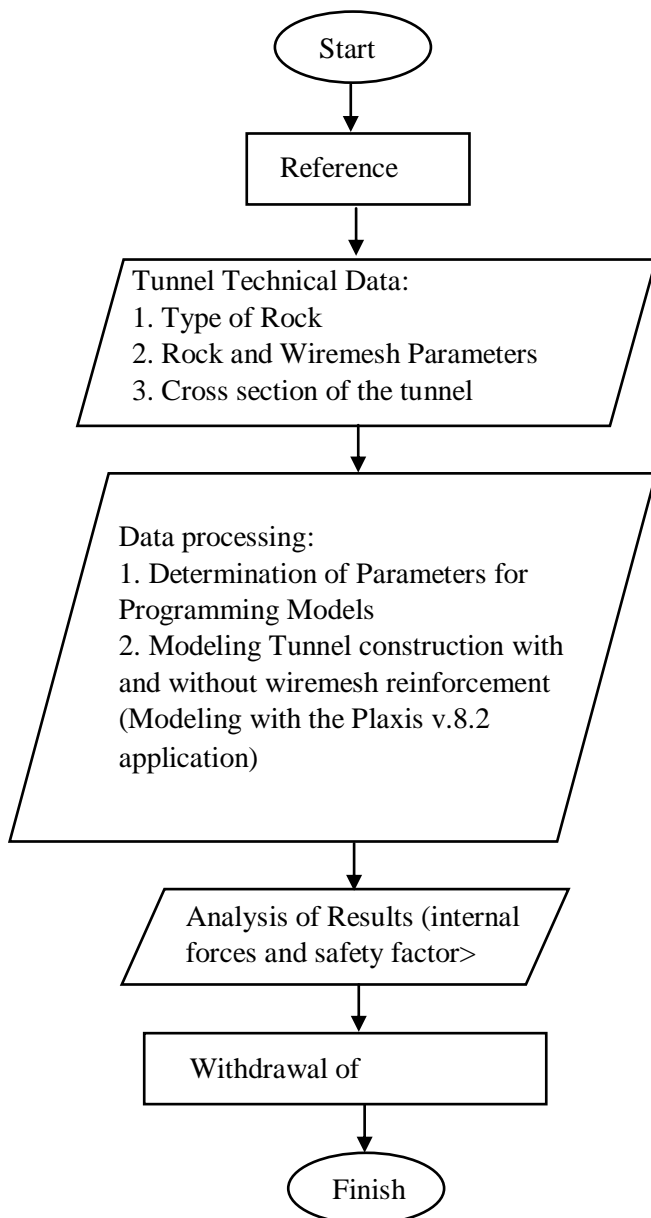 Start
Reference
Tunnel Technical Data:
1. Type of Rock
2. Rock and Wiremesh Parameters
3. Cross section of the tunnel
Data processing:
1. Determination of Parameters for
Programming Models
2. Modeling Tunnel construction with
and without wiremesh reinforcement
(Modeling with the Plaxis v.8.2
application)
Analysis of Results (internal
forces and safety factor>
Withdrawal of
Finish